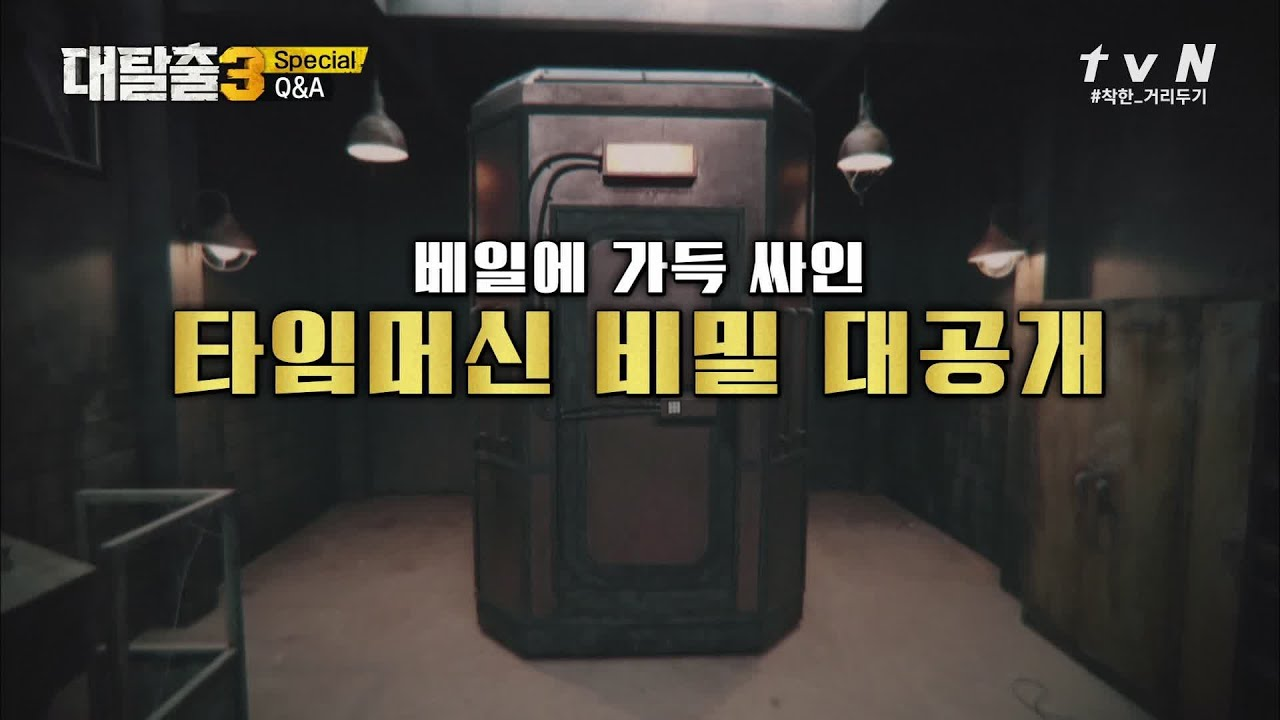 대탈출3
Special
Q&A
tvN
#착한_거리두기
베일에 가득 싸인
타임머신 비밀 대공개